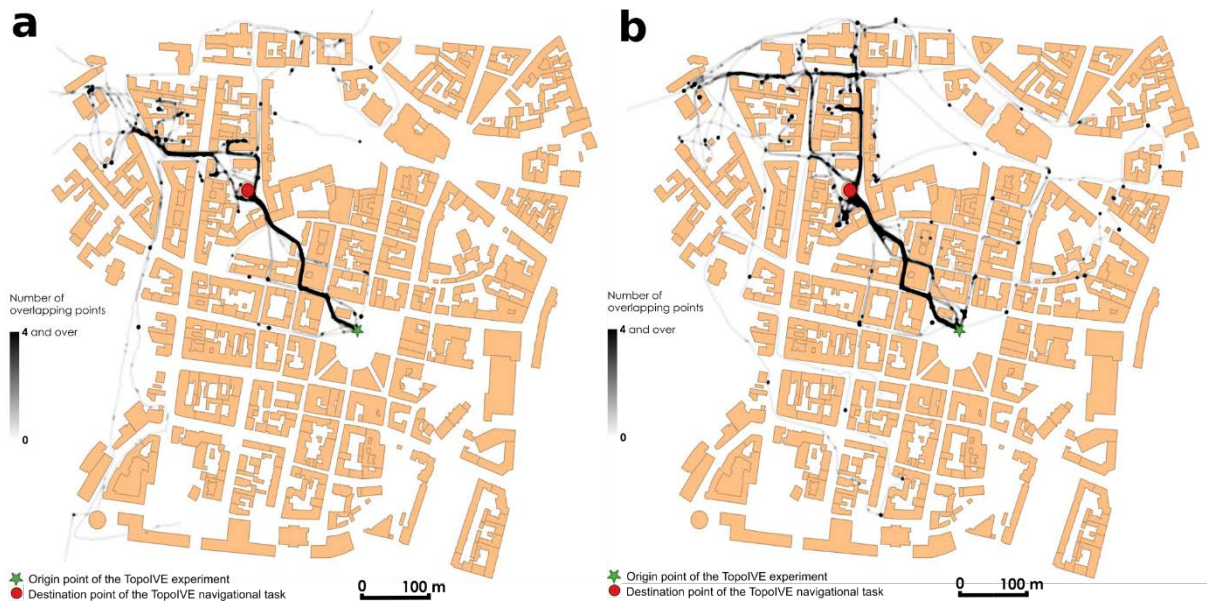 a
Number of
overlapping points
4 and over
0
Origin point of the TopoIVE experiment
Destination point of the TopoIVE navigational task
0 100 m
b
Number of
overlapping points
4 and over
0
Origin point of the TopoIVE experiment
Destination point of the TopoIVE navigational task
0 100 m